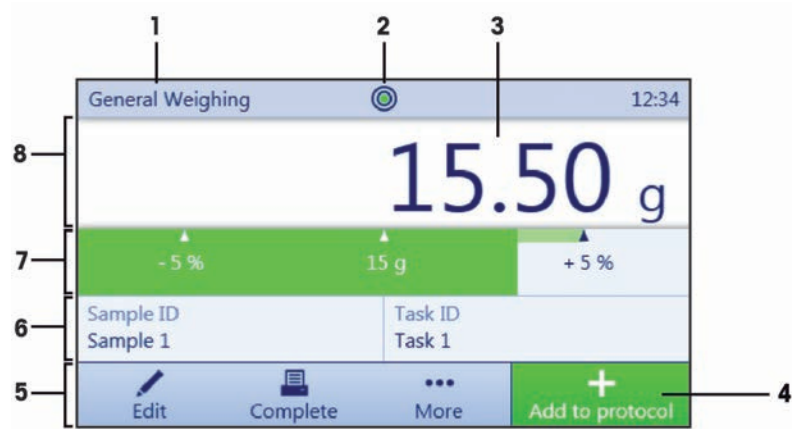 1 2 3
General Weighing 12:34
8
15.50 g
7
- 5 % 15 g + 5 %
6
Sample ID Task ID
Sample 1 Task 1
5
Edit Complete ••• More + Add to protocol
4